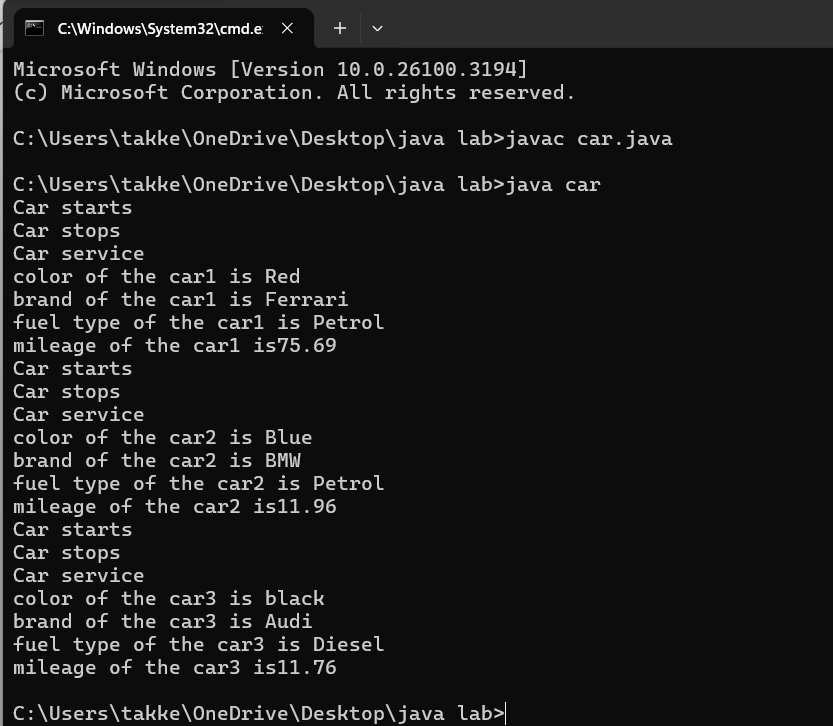 C:\Windows\System32\cmd.e
Microsoft Windows [Version 10.0.26100.3194]
(c) Microsoft Corporation. All rights reserved.
C:\Users\takke\OneDrive\Desktop\java lab>javac car.java
C:\Users\takke\OneDrive\Desktop\java lab>java car
Car starts
Car stops
Car service
color of the car1 is Red
brand of the car1 is Ferrari
fuel type of the car1 is Petrol
mileage of the car1 is75.69
Car starts
Car stops
Car service
color of the car2 is Blue
brand of the car2 is BMW
fuel type of the car2 is Petrol
mileage of the car2 is11.96
Car starts
Car stops
Car service
color of the car3 is black
brand of the car3 is Audi
fuel type of the car3 is Diesel
mileage of the car3 is11.76
C:\Users\takke\OneDrive\Desktop\java lab>